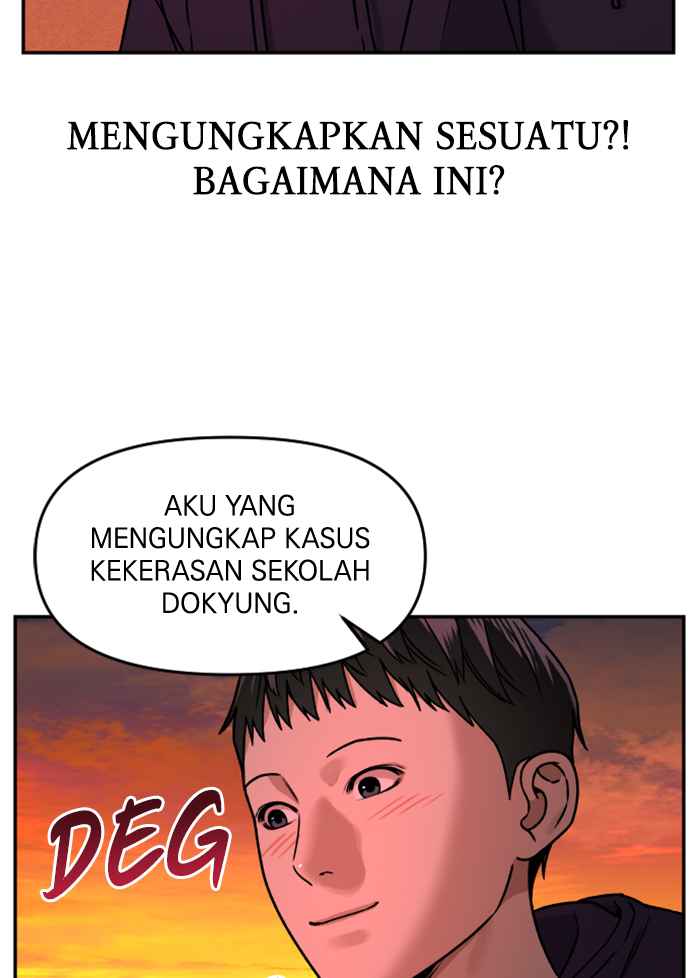 MENGUNGKAPKAN SESUATU?!
BAGAIMANA INI?
AKU YANG
MENGUNGKAP KASUS
KEKERASAN SEKOLAH
DOKYUNG.
DEG